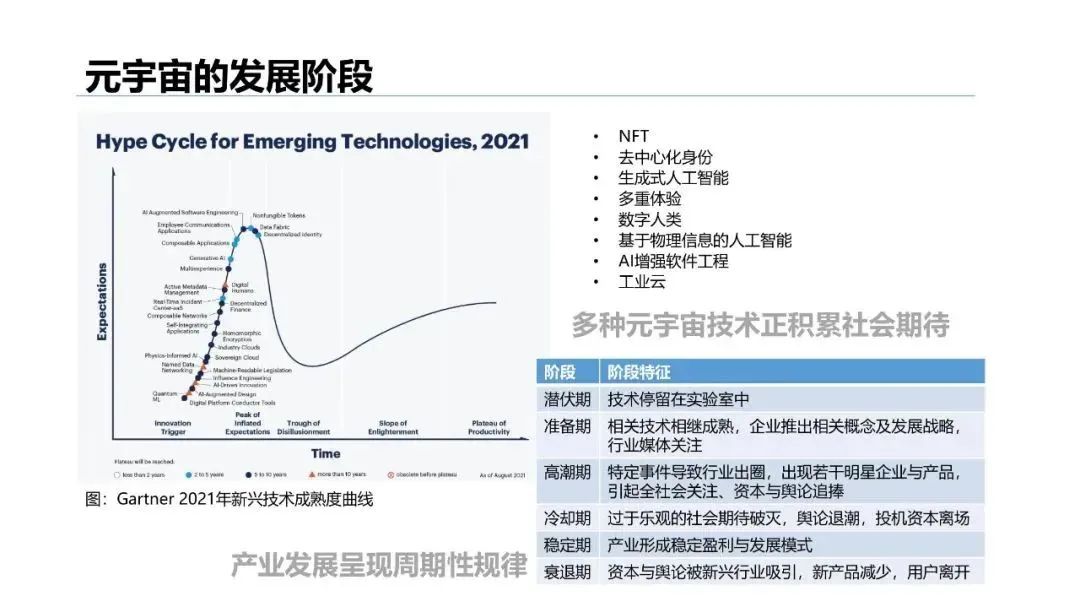 元宇宙的发展阶段
Hype Cycle for Emerging Technologies, 2021
Expectations
AI Augmented Software Engineering
Nonfungible Tokens
Employee Communications
Applications
Data Fabric
Decentralized Identity
Composable Applications
Generative AI
Multiexperience
Active Metadata
Management
Digital
Humans
Real-Time Incident
Center-aaS
Decentralized
Finance
Composable Networks
Self-Integrating
Applications
Homomorphic
Encryption
Industry Clouds
Physics-Informed AI
Sovereign Cloud
Named Data
Networking
Machine-Readable Legislation
Influence Engineering
AI-Driven Innovation
Quantum
ML
AI-Augmented Design
Digital Platform Conductor Tools
Innovation
Trigger
Peak of
Inflated
Expectations
Trough of
Disillusionment
Slope of
Enlightenment
Plateau of
Productivity
Time
Plateau will be reached:
less than 2 years
2 to 5 years
5 to 10 years
more than 10 years
obsolete before plateau
As of August 2021
图：Gartner 2021年新兴技术成熟度曲线
产业发展呈现周期性规律
• NFT
• 去中心化身份
• 生成式人工智能
• 多重体验
• 数字人类
• 基于物理信息的人工智能
• AI增强软件工程
• 工业云
多种元宇宙技术正积累社会期待
阶段 阶段特征
潜伏期 技术停留在实验室中
准备期 相关技术相继成熟，企业推出相关概念及发展战略，
行业媒体关注
高潮期 特定事件导致行业出圈，出现若干明星企业与产品，
引起全社会关注、资本与舆论追捧
冷却期 过于乐观的社会期待破灭，舆论退潮，投机资本离场
稳定期 产业形成稳定盈利与发展模式
衰退期 资本与舆论被新兴行业吸引，新产品减少，用户离开